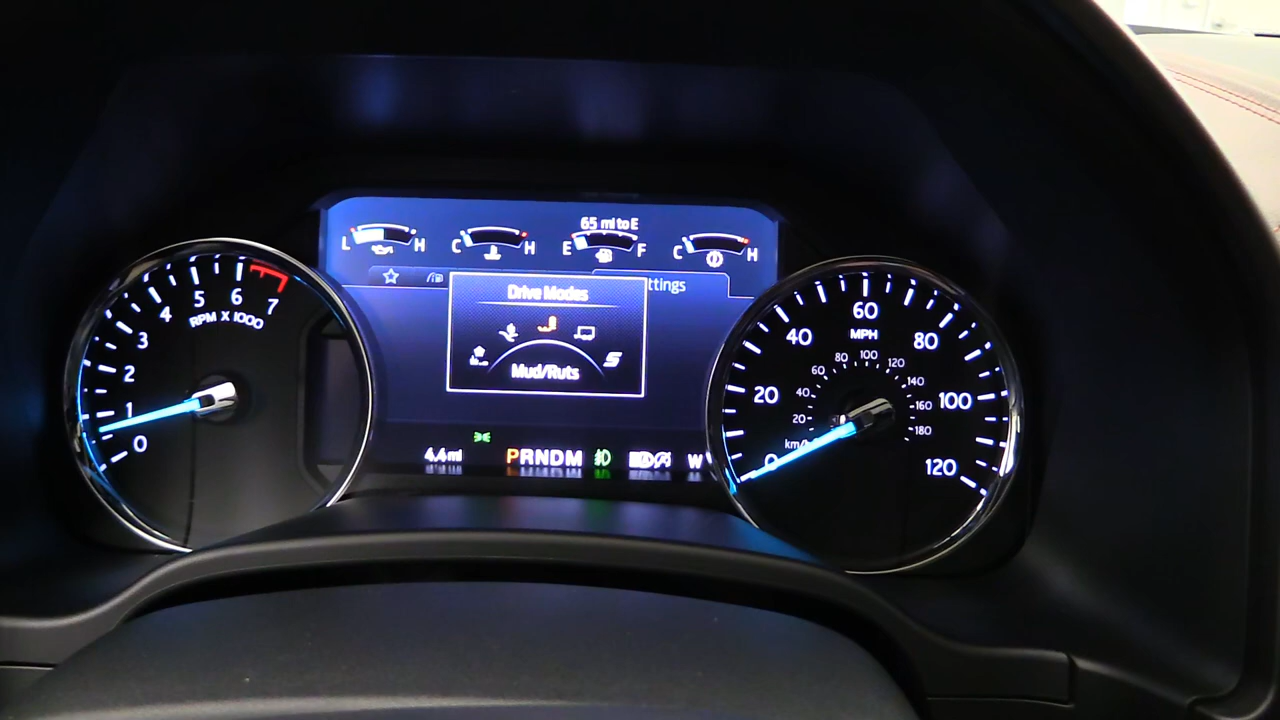 65 mi to E
L H
C H
E F
C H
ttings
Drive Modes
S
Mud/Ruts
4.4 mi
PRNDM
W
0
1
2
3
4
5
6
7
RPM X 1000
0
20
40
60
80
100
120
MPH
km/h
20
40
60
80
100
120
140
160
180